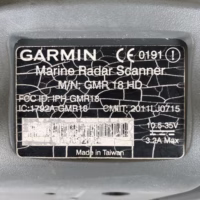 GARMIN CE 0191 !
Marine Radar Scanner
M/N: GMR 18 HD
FCC ID: IPH-GMR18
IC:1792A-GMR18 CMIIT: 2011LJ0715
10.5-35V
3.2A Max
Made in Taiwan